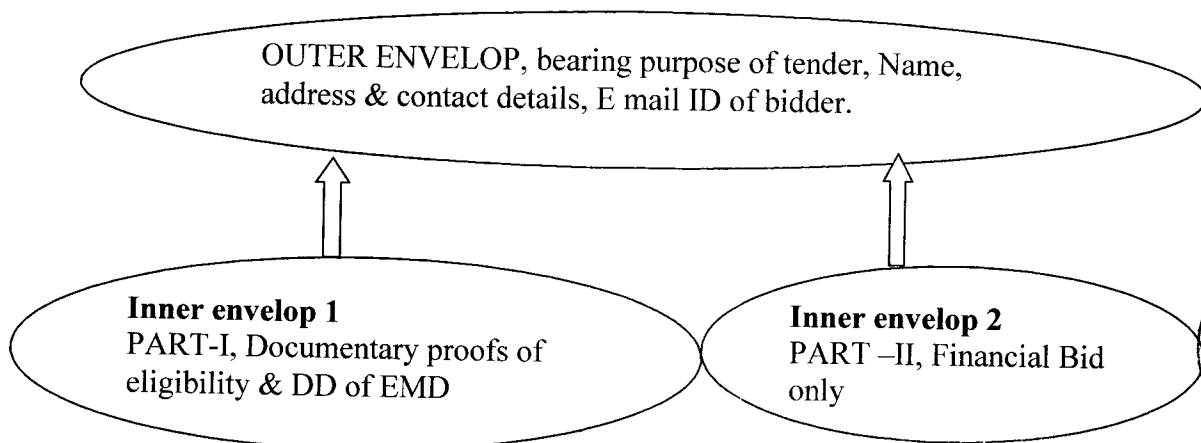 OUTER ENVELOP, bearing purpose of tender, Name,
address & contact details, E mail ID of bidder.
Inner envelop 1
PART-I, Documentary proofs of
eligibility & DD of EMD
Inner envelop 2
PART –II, Financial Bid
only